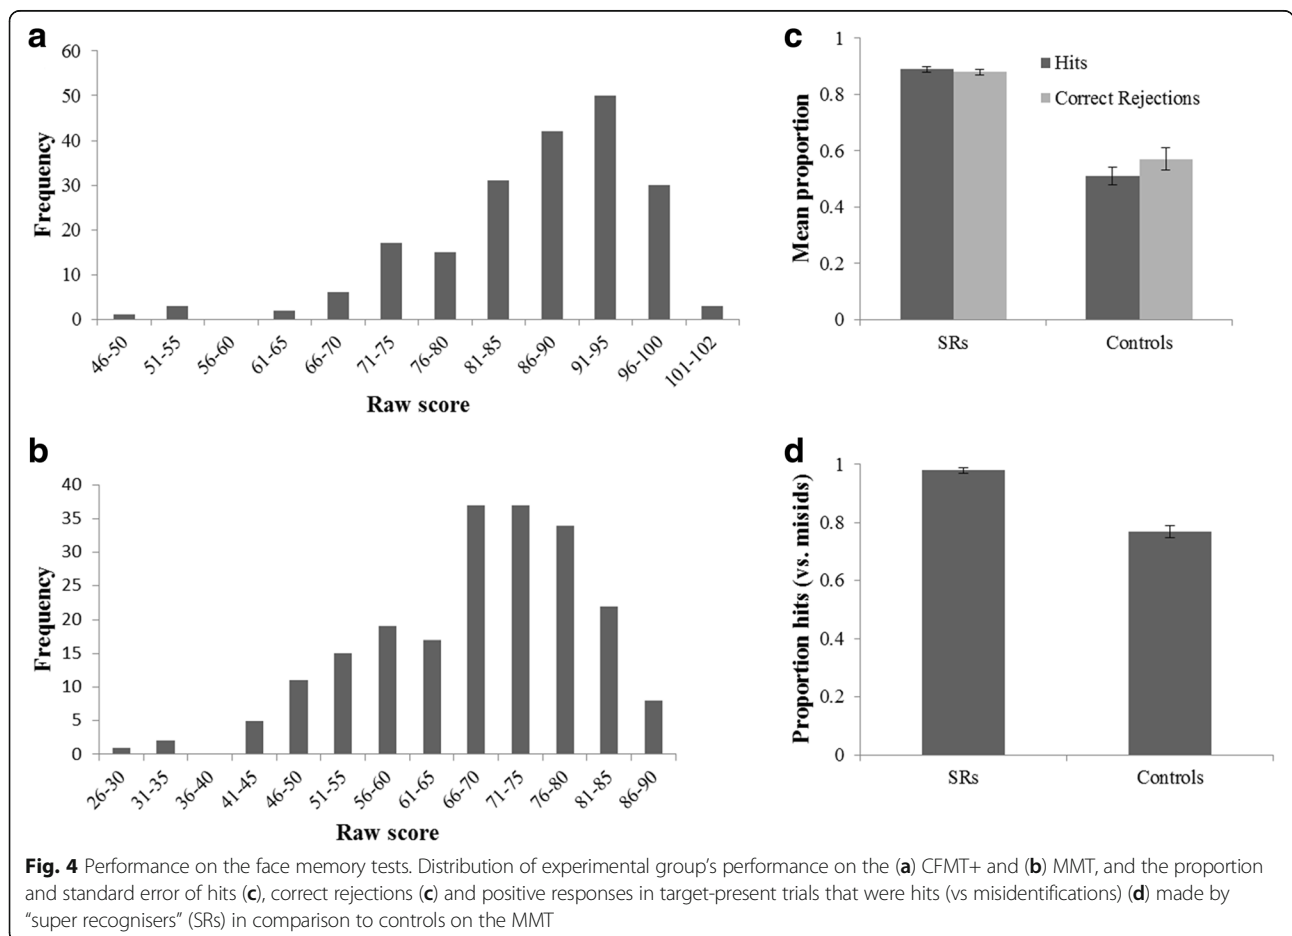 a
60
50
40
30
20
10
0
Frequency
46-50
51-55
56-60
61-65
66-70
71-75
76-80
81-85
86-90
91-95
96-100
101-102
Raw score
b
40
35
30
25
20
15
10
5
0
Frequency
26-30
31-35
36-40
41-45
46-50
51-55
56-60
61-65
66-70
71-75
76-80
81-85
86-90
Raw score
c
1
0.8
0.6
0.4
0.2
0
Mean proportion
Hits
Correct Rejections
SRs
Controls
d
1
0.8
0.6
0.4
0.2
0
Proportion hits (vs. misids)
SRs
Controls
Fig. 4 Performance on the face memory tests. Distribution of experimental group's performance on the (a) CFMT+ and (b) MMT, and the proportion
and standard error of hits (c), correct rejections (c) and positive responses in target-present trials that were hits (vs misidentifications) (d) made by
"super recognisers" (SRs) in comparison to controls on the MMT